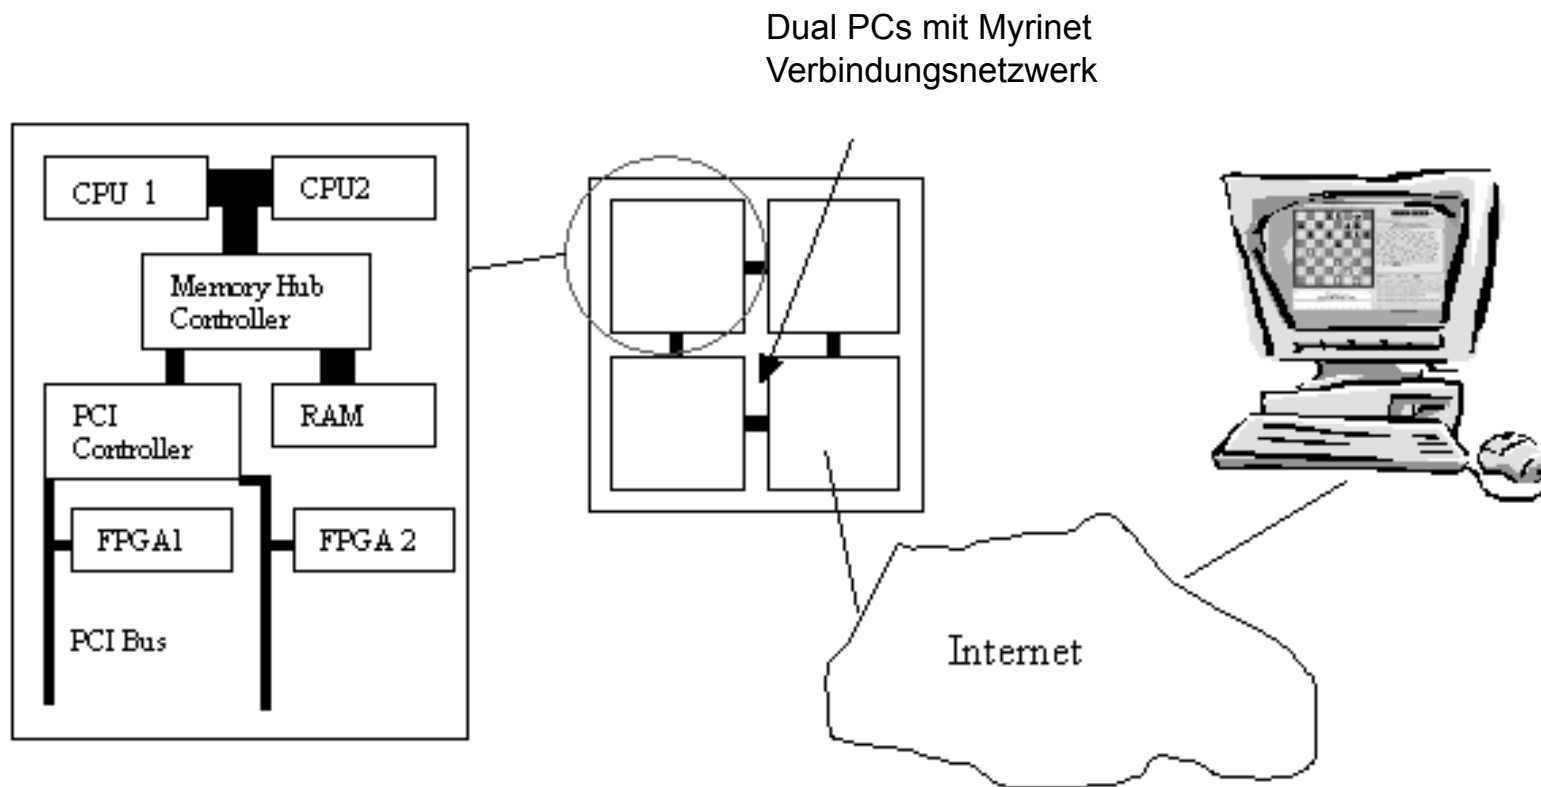 Dual PCs mit Myrinet
Verbindungsnetzwerk
CPU 1
CPU2
Memory Hub
Controller
PCI
Controller
RAM
FPGA1
FPGA 2
PCI Bus
Internet